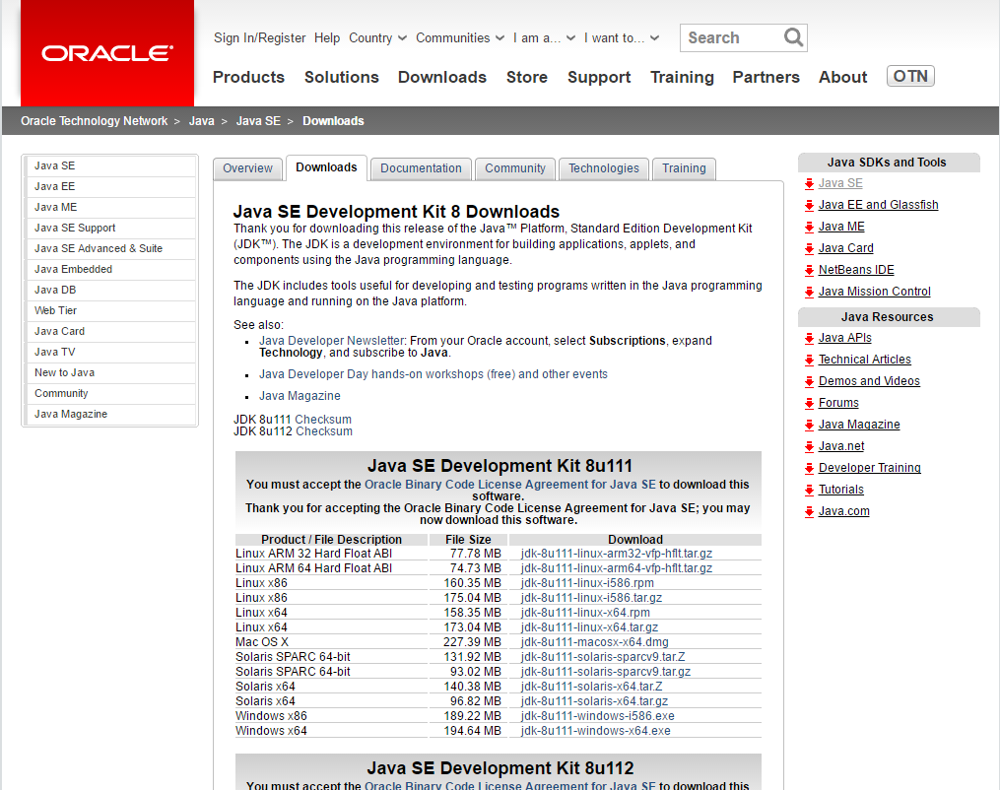 ORACLE
Sign In/Register Help Country Communities I am a... I want to... Search
Products Solutions Downloads Store Support Training Partners About OTN
Oracle Technology Network > Java > Java SE > Downloads
Java SE
Java EE
Java ME
Java SE Support
Java SE Advanced & Suite
Java Embedded
Java DB
Web Tier
Java Card
Java TV
New to Java
Community
Java Magazine
Overview Downloads Documentation Community Technologies Training
Java SE Development Kit 8 Downloads
Thank you for downloading this release of the Java™ Platform, Standard Edition Development Kit
(JDK™). The JDK is a development environment for building applications, applets, and
components using the Java programming language.
The JDK includes tools useful for developing and testing programs written in the Java programming
language and running on the Java platform.
See also:
Java Developer Newsletter: From your Oracle account, select Subscriptions, expand
Technology, and subscribe to Java.
Java Developer Day hands-on workshops (free) and other events
Java Magazine
JDK 8u111 Checksum
JDK 8u112 Checksum
Java SE Development Kit 8u111
You must accept the Oracle Binary Code License Agreement for Java SE to download this
software.
Thank you for accepting the Oracle Binary Code License Agreement for Java SE; you may
now download this software.
Product / File Description File Size Download
Linux ARM 32 Hard Float ABI 77.78 MB jdk-8u111-linux-arm32-vfp-hflt.tar.gz
Linux ARM 64 Hard Float ABI 74.73 MB jdk-8u111-linux-arm64-vfp-hflt.tar.gz
Linux x86 160.35 MB jdk-8u111-linux-i586.rpm
Linux x86 175.04 MB jdk-8u111-linux-i586.tar.gz
Linux x64 158.35 MB jdk-8u111-linux-x64.rpm
Linux x64 173.04 MB jdk-8u111-linux-x64.tar.gz
Mac OS X 227.39 MB jdk-8u111-macosx-x64.dmg
Solaris SPARC 64-bit 131.92 MB jdk-8u111-solaris-sparcv9.tar.Z
Solaris SPARC 64-bit 93.02 MB jdk-8u111-solaris-sparcv9.tar.gz
Solaris x64 140.38 MB jdk-8u111-solaris-x64.tar.Z
Solaris x64 96.82 MB jdk-8u111-solaris-x64.tar.gz
Windows x86 189.22 MB jdk-8u111-windows-i586.exe
Windows x64 194.64 MB jdk-8u111-windows-x64.exe
Java SE Development Kit 8u112
You must accept the Oracle Binary Code License Agreement for Java SE to download this
Java SDKs and Tools
Java SE
Java EE and Glassfish
Java ME
Java Card
NetBeans IDE
Java Mission Control
Java Resources
Java APIs
Technical Articles
Demos and Videos
Forums
Java Magazine
Java.net
Developer Training
Tutorials
Java.com